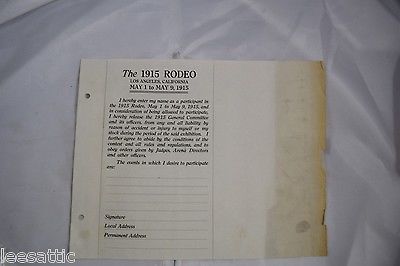 The 1915 RODEO
LOS ANGELES, CALIFORNIA
MAY 1 to MAY 9, 1915
I hereby enter my name as a participant in
the 1915 Rodeo, May 1 to May 9, 1915, and
in consideration of being allowed to participate,
I hereby release the 1915 General Committee
and its officers, from any and all liability by
reason of accident or injury to myself or my
stock during the period of the said exhibition. I
further agree to abide by the conditions of the
contest and all rules and regulations, and to
obey orders given by Judges, Arena Directors
and other officers.
The events in which I desire to participate
are:
Signature
Local Address
Permanent Address
leesattic